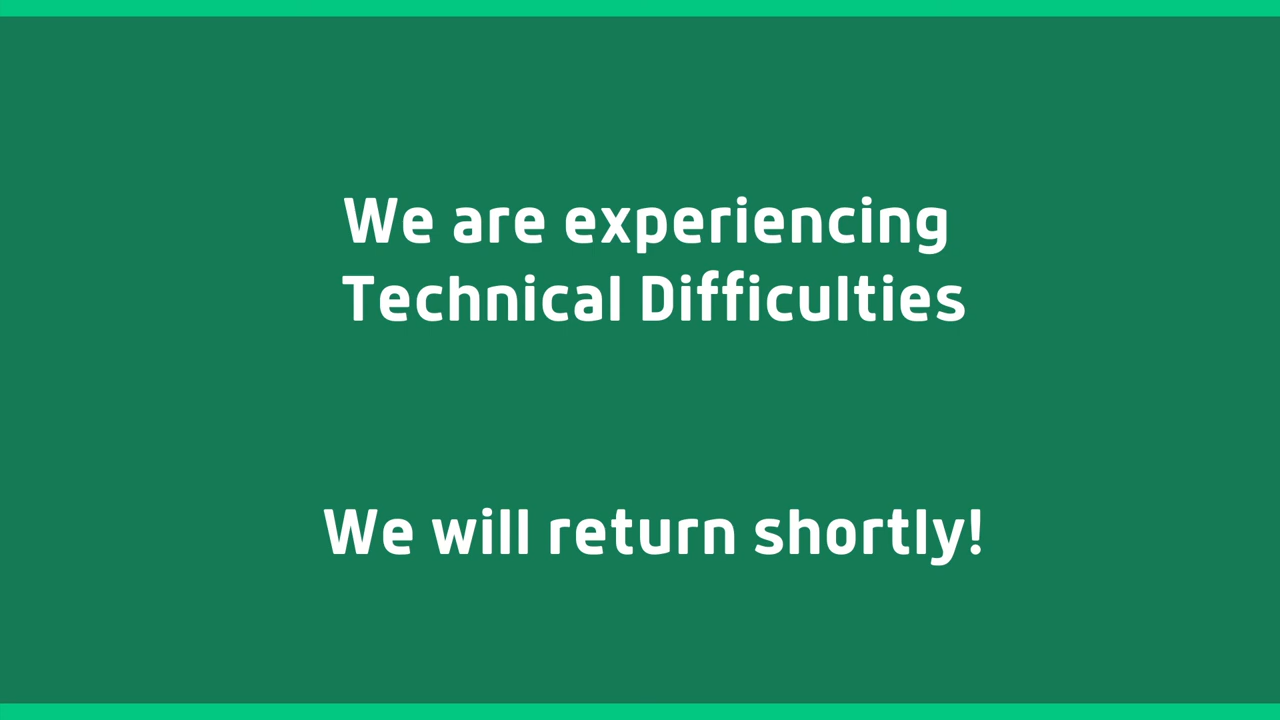 We are experiencing
Technical Difficulties
We will return shortly!